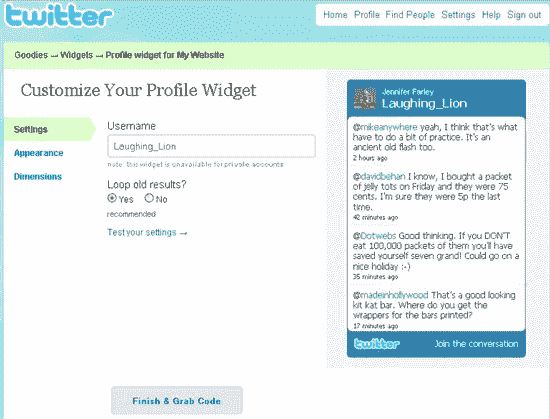 twitter
Home Profile Find People Settings Help Sign out
Goodies → Widgets → Profile widget for My Website
Customize Your Profile Widget
Settings
Appearance
Dimensions
Username
Laughing_Lion
note: this widget is unavailable for private accounts
Loop old results?
Yes No
recommended
Test your settings →
Finish & Grab Code
Jennifer Farley
Laughing_Lion
@mikeanywhere yeah, I think that's what
have to do a bit of practice. It's an
ancient old flash too.
2 hours ago
@davidbehan I know, I bought a packet
of jelly tots on Friday and they were 75
cents. I'm sure they were 5p the last
time.
42 minutes ago
@Dotwebs Good thinking. If you DON'T
eat 100,000 packets of them you'll have
saved yourself seven grand! Could go on a
nice holiday :-)
35 minutes ago
@madeinhollywood That's a good looking
kit kat bar. Where do you get the
wrappers for the bars printed?
17 minutes ago
twitter
Join the conversation